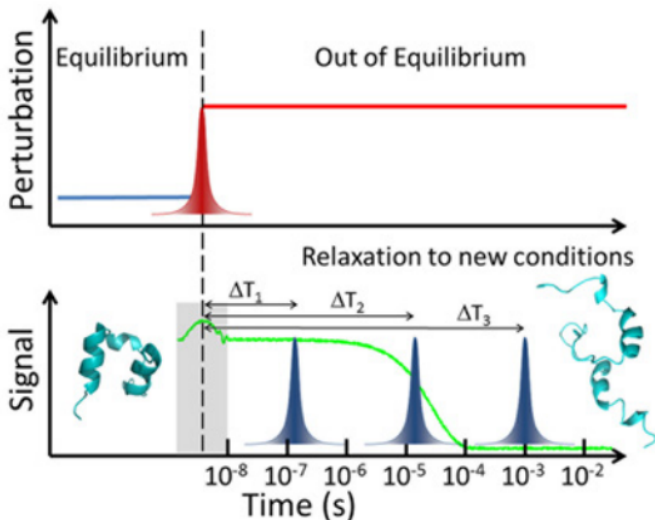 Perturbation
Equilibrium
Out of Equilibrium
Relaxation to new conditions
Signal
ΔT₁
ΔT₂
ΔT₃
10⁻⁸ 10⁻⁷ 10⁻⁶ 10⁻⁵ 10⁻⁴ 10⁻³ 10⁻²
Time (s)